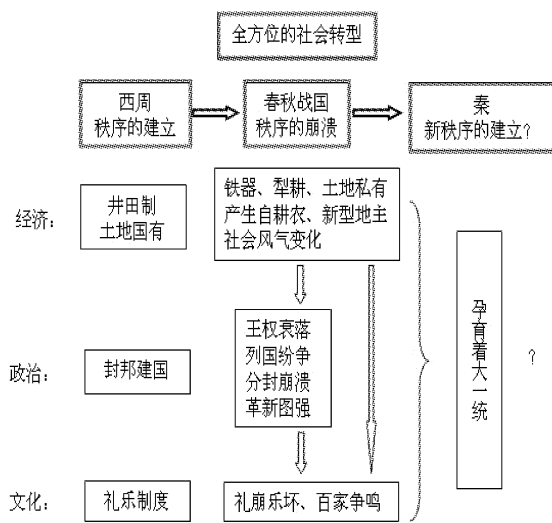 全方位的社会转型
西周
秩序的建立
春秋战国
秩序的崩溃
秦
新秩序的建立?
经济:
井田制
土地国有
铁器、犁耕、土地私有
产生自耕农、新型地主
社会风气变化
政治:
封邦建国
王权衰落
列国纷争
分封崩溃
革新图强
孕育着大一统
?
文化:
礼乐制度
礼崩乐坏、百家争鸣